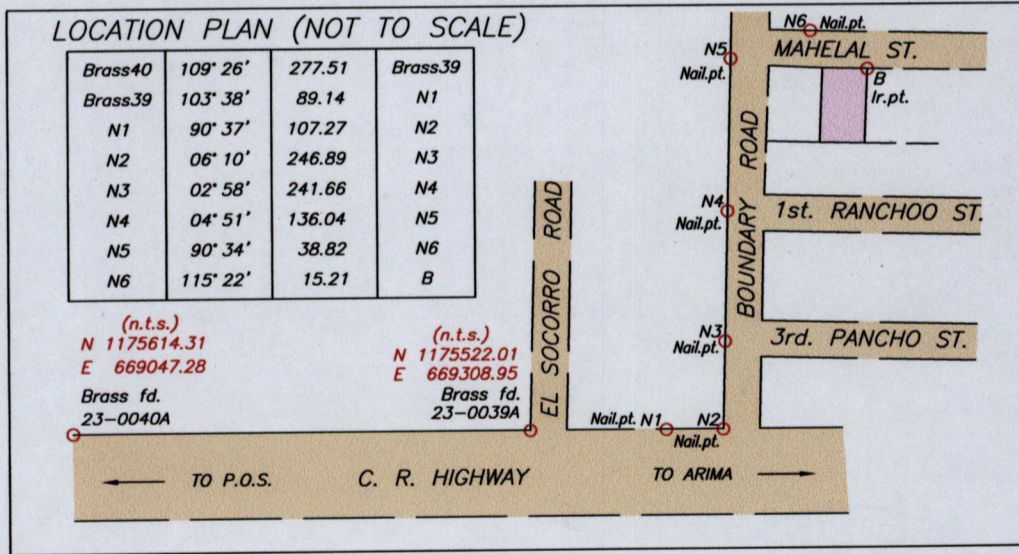 LOCATION PLAN (NOT TO SCALE)
Brass40 109° 26' 277.51 Brass39
Brass39 103° 38' 89.14 N1
N1 90° 37' 107.27 N2
N2 06° 10' 246.89 N3
N3 02° 58' 241.66 N4
N4 04° 51' 136.04 N5
N5 90° 34' 38.82 N6
N6 115° 22' 15.21 B
(n.t.s.)
N 1175614.31
E 669047.28
Brass fd.
23-0040A
(n.t.s.)
N 1175522.01
E 669308.95
Brass fd.
23-0039A
EL SOCORRO ROAD
N6 Nail.pt.
MAHELAL ST.
N5
Nail.pt.
B
Ir.pt.
BOUNDARY ROAD
N4
Nail.pt.
1st. RANCHOO ST.
N3
Nail.pt.
3rd. PANCHO ST.
Nail.pt. N1
N2
Nail.pt.
TO P.O.S.
C. R. HIGHWAY
TO ARIMA